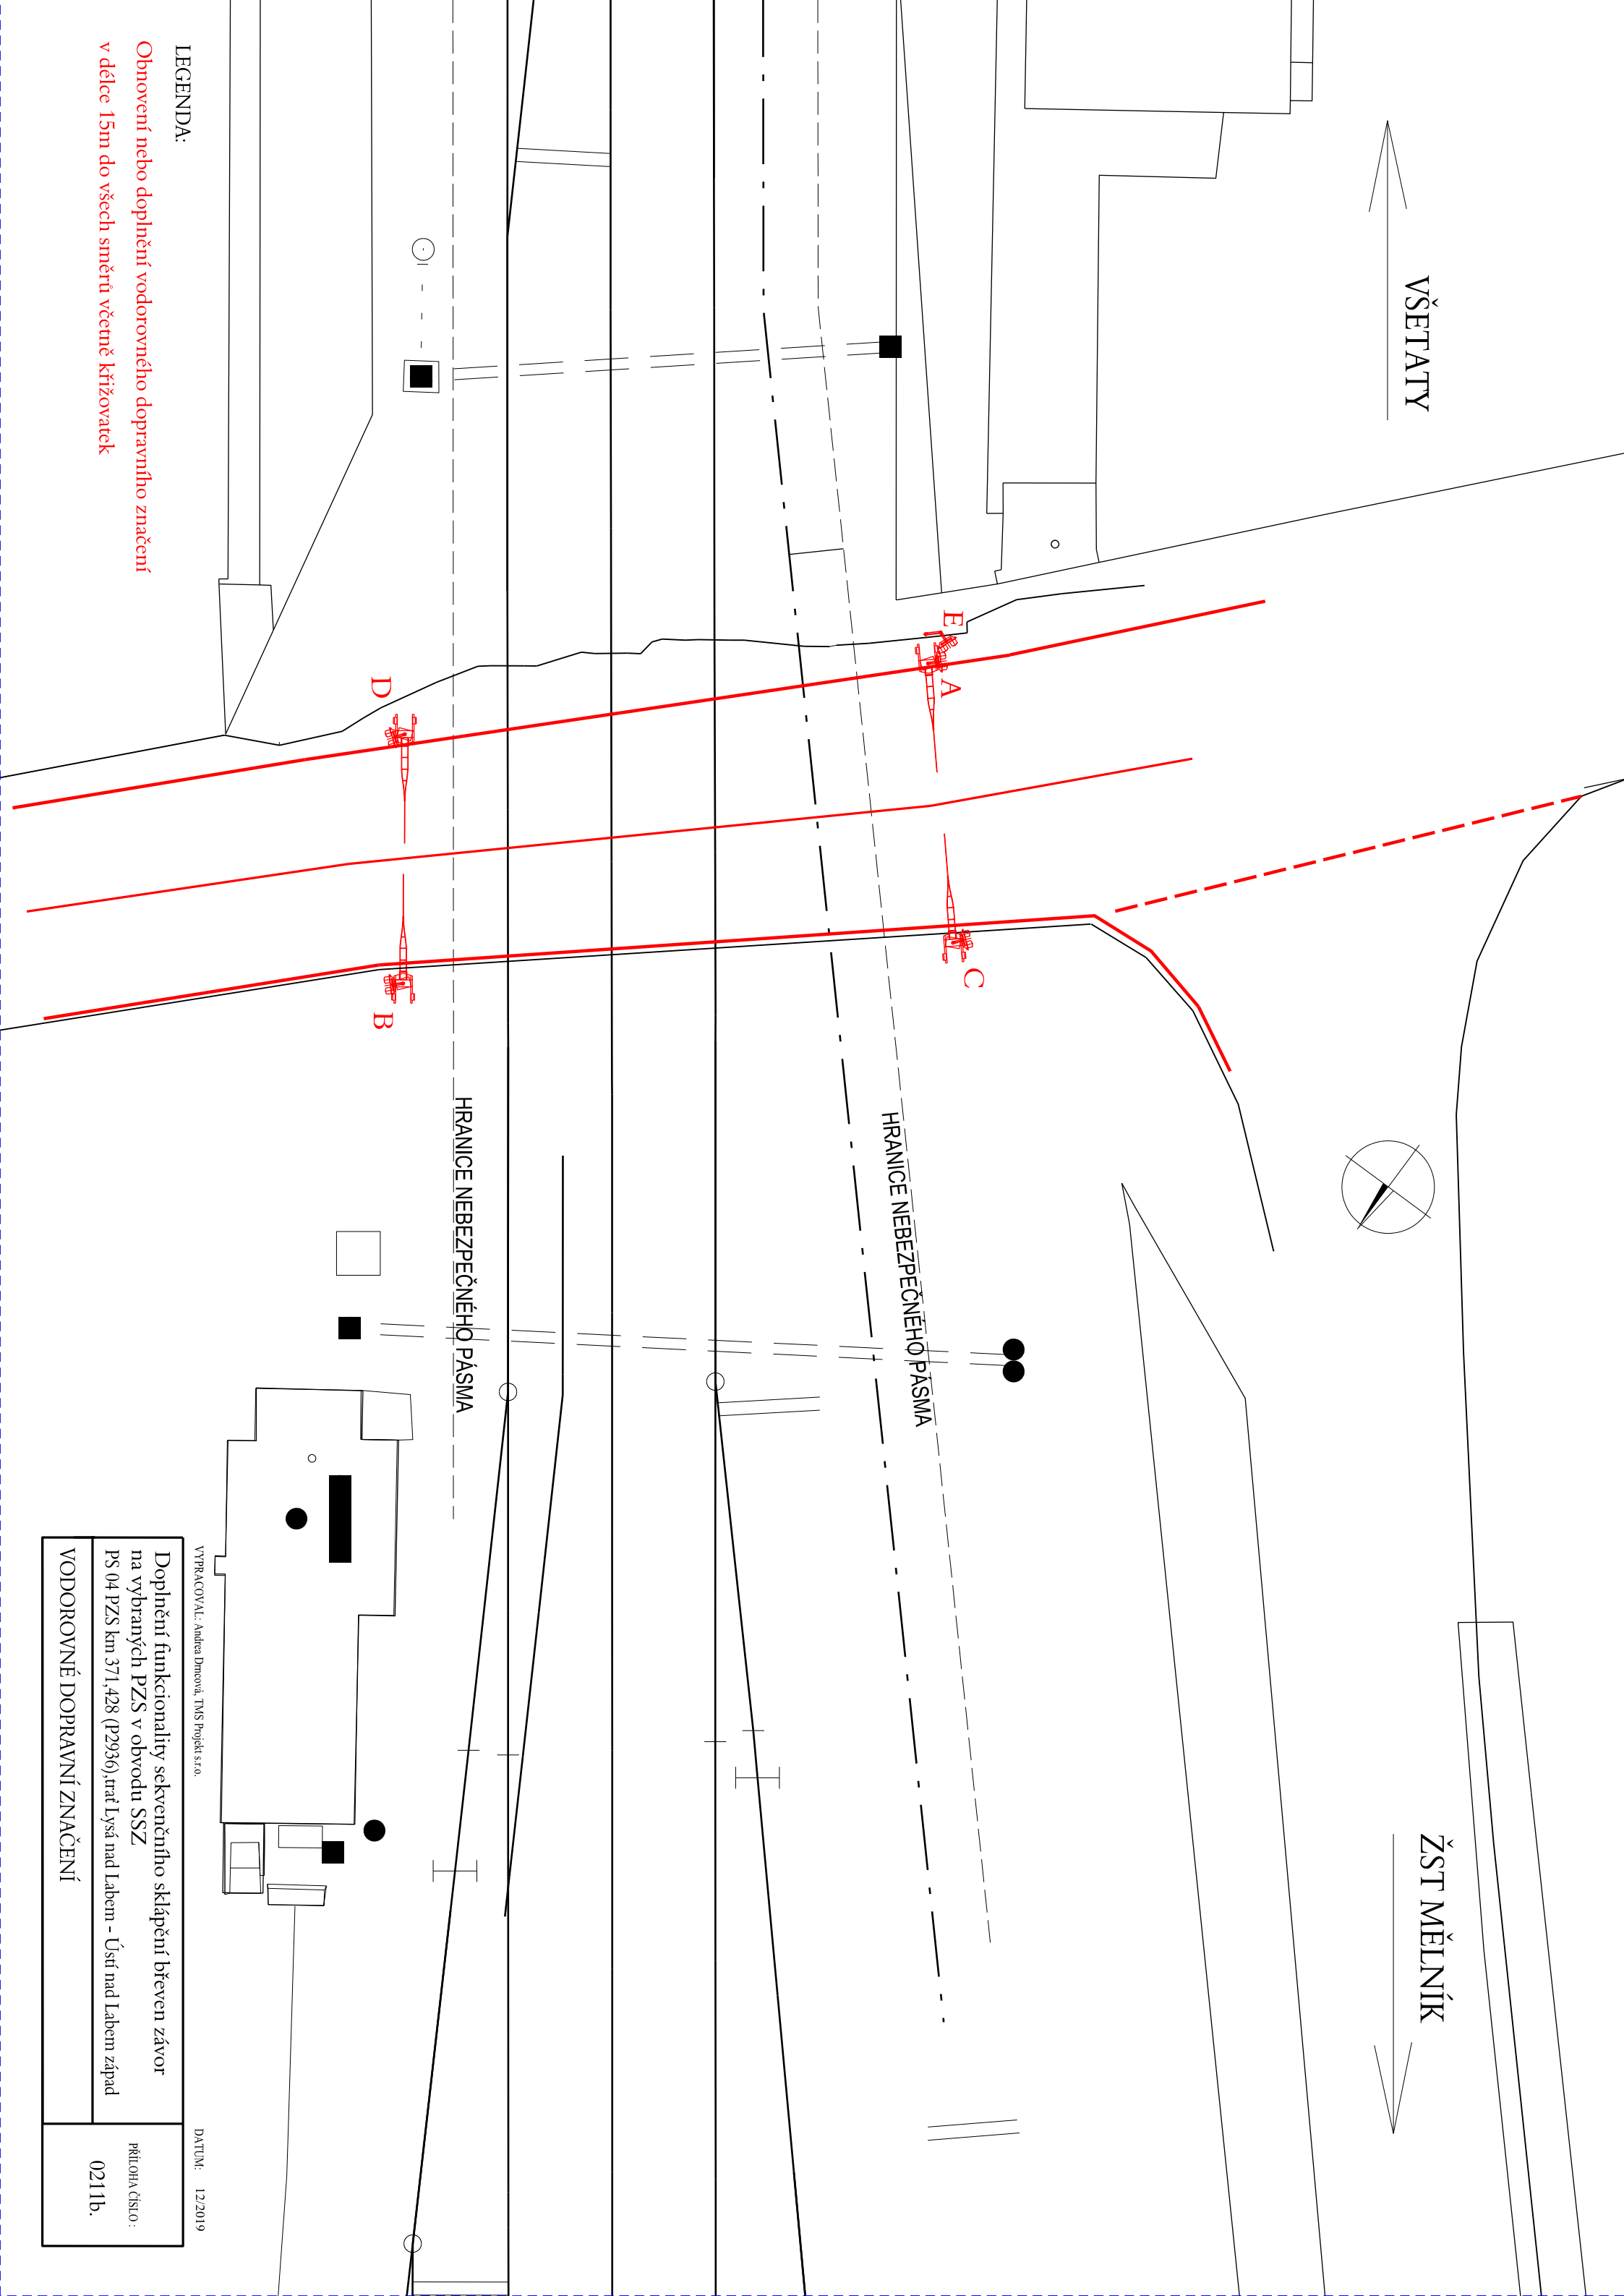 VŠETATY
ŽST MĚLNÍK
E
A
C
D
B
HRANICE NEBEZPEČNÉHO PÁSMA
HRANICE NEBEZPEČNÉHO PÁSMA
LEGENDA:
Obnovení nebo doplnění vodorovného dopravního značení
v délce 15m do všech směrů včetně křižovatek
VYPRACOVAL: Andrea Drncová, TMS Projekt s.r.o.
DATUM: 12/2019
Doplnění funkcionality sekvenčního sklápění břeven závor
na vybraných PZS v obvodu SSZ
PS 04 PZS km 371,428 (P2936),trať Lysá nad Labem - Ústí nad Labem západ
VODOROVNÉ DOPRAVNÍ ZNAČENÍ
PŘÍLOHA ČÍSLO :
0211b.